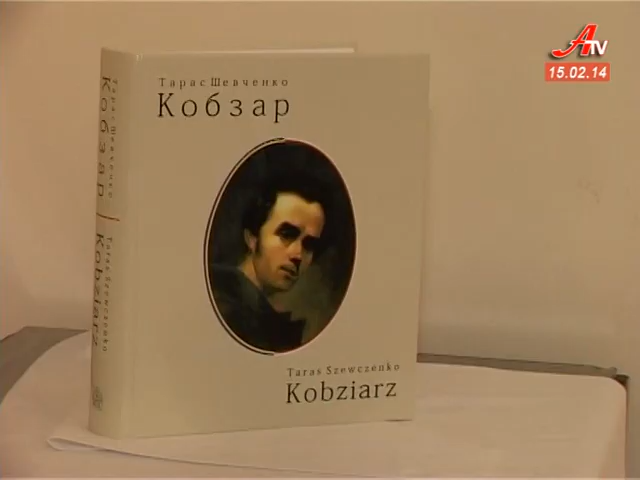 ATV
15.02.14
Тарас Шевченко
Кобзар
Taras Szewczenko
Kobziarz
Тарас Шевченко
Кобзар
Taras Szewczenko
Kobziarz